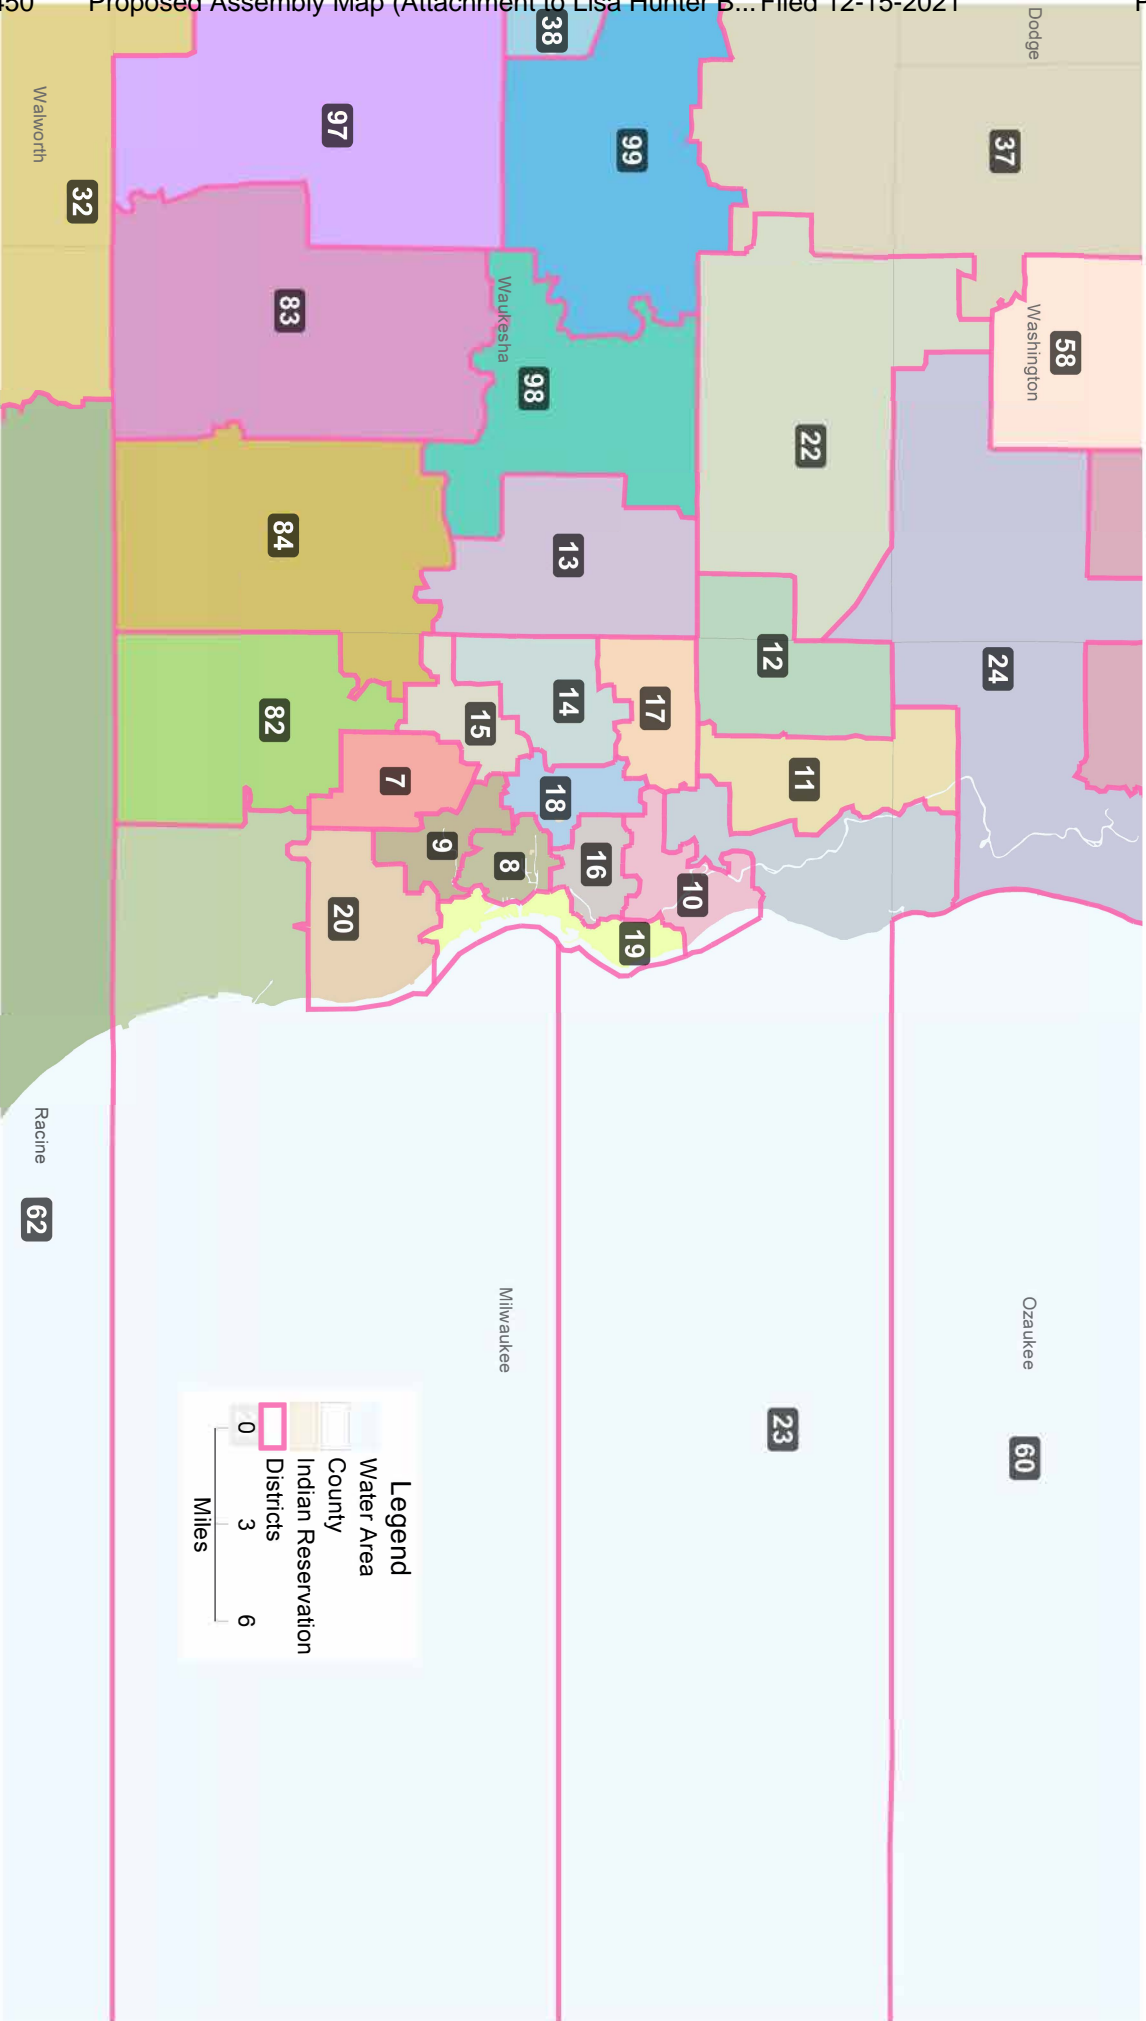 450 Proposed Assembly Map (Attachment to Lisa Hunter B... Filed 12-15-2021
Dodge
38
37
99
97
Walworth
32
Waukesha
83
Washington
58
98
22
84
13
12
24
82
15
14
17
7
18
11
9
8
16
10
20
19
Racine
62
Milwaukee
Ozaukee
23
60
Legend
Water Area
County
Indian Reservation
Districts
0 3 6
Miles